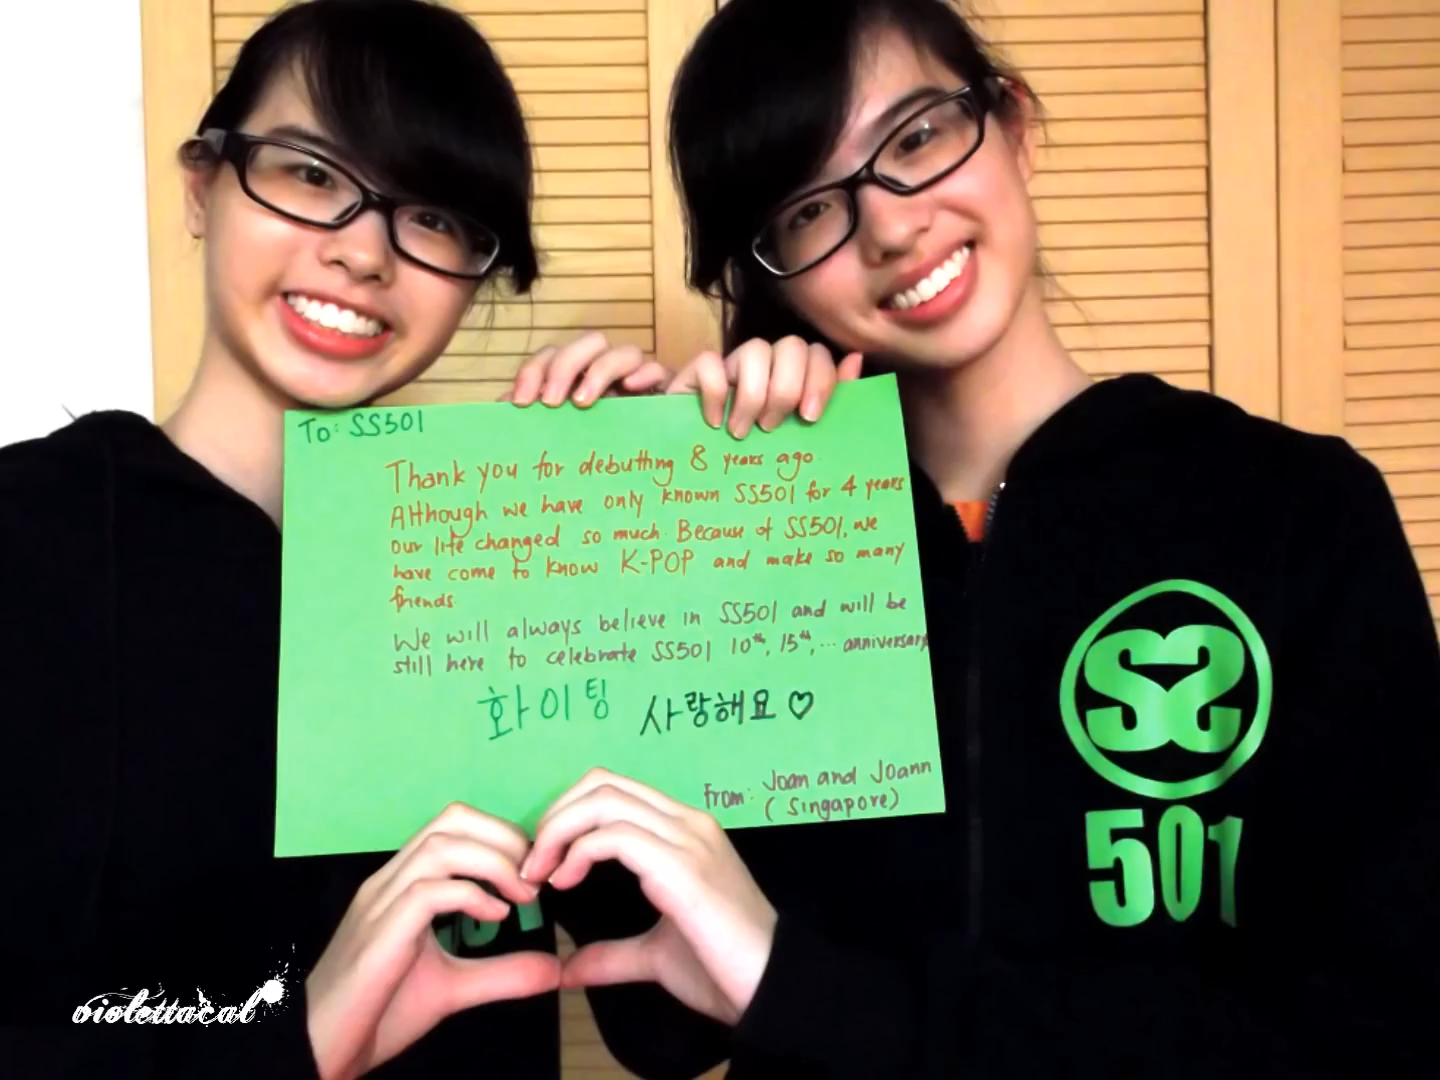 To: SS501
Thank you for debutting 8 years ago.
Although we have only known SS501 for 4 years
our life changed so much. Because of SS501, we
have come to know K-POP and make so many
friends.
We will always believe in SS501 and will be
still here to celebrate SS501 10th, 15th, ... anniversary
화이팅 사랑해요 ♡
From: Joan and Joann
(Singapore)
SS
501
501
violettacal